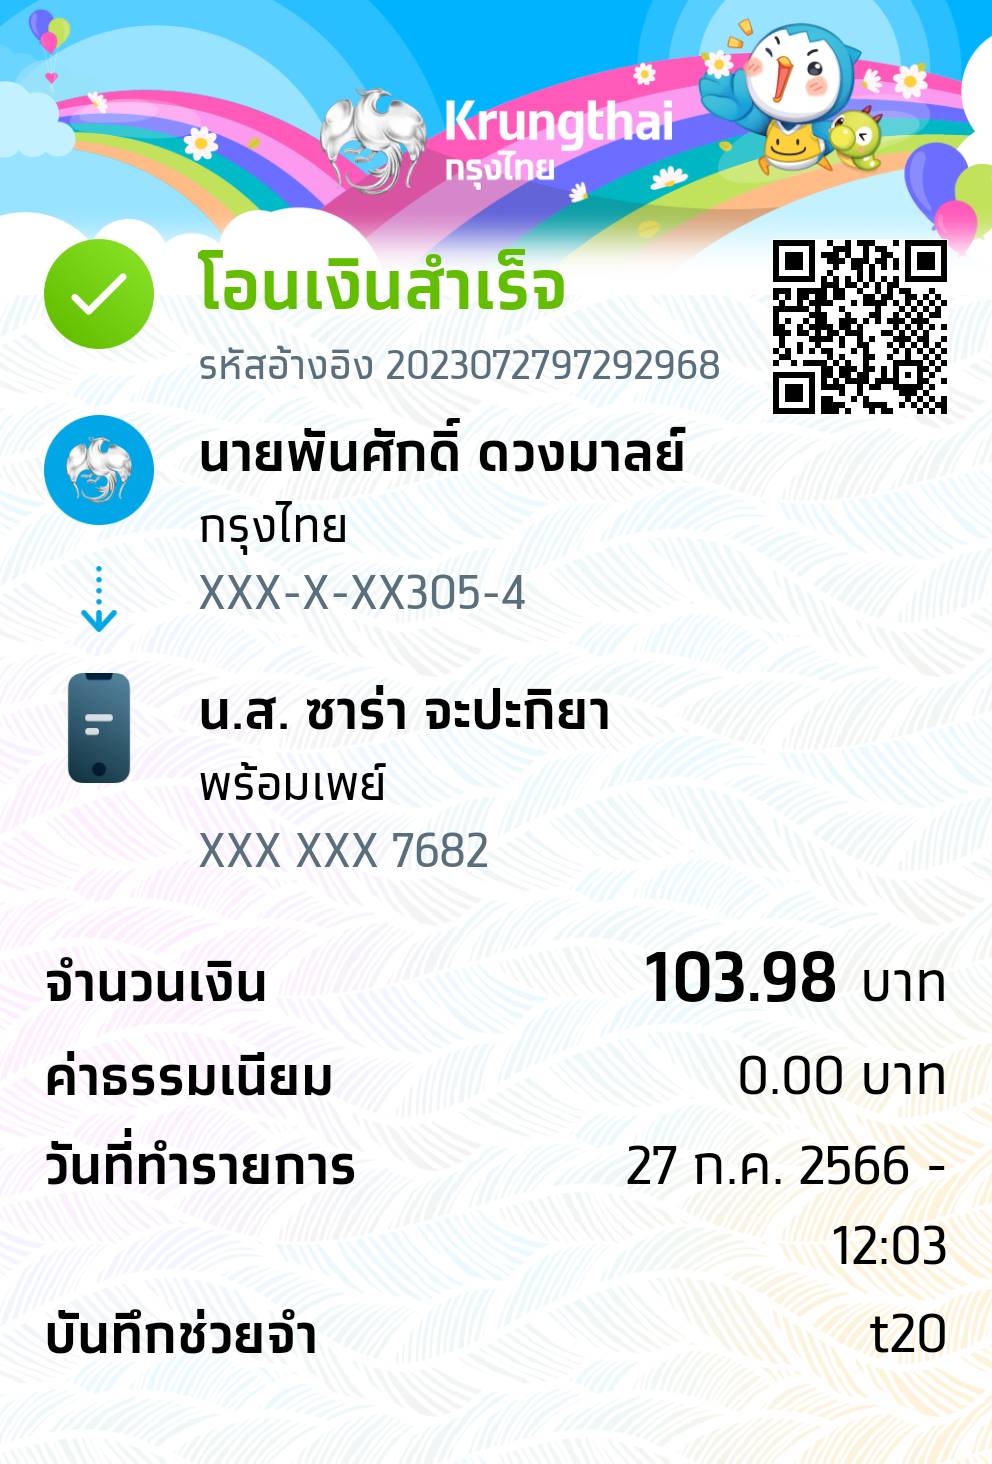 Krungthai
กรุงไทย
โอนเงินสำเร็จ
รหัสอ้างอิง 2023072797292968
นายพันศักดิ์ ดวงมาลย์
กรุงไทย
XXX-X-XX305-4
น.ส. ซาร่า จะปะกิยา
พร้อมเพย์
XXX XXX 7682
จำนวนเงิน 103.98 บาท
ค่าธรรมเนียม 0.00 บาท
วันที่ทำรายการ 27 ก.ค. 2566 -
12:03
บันทึกช่วยจำ t20